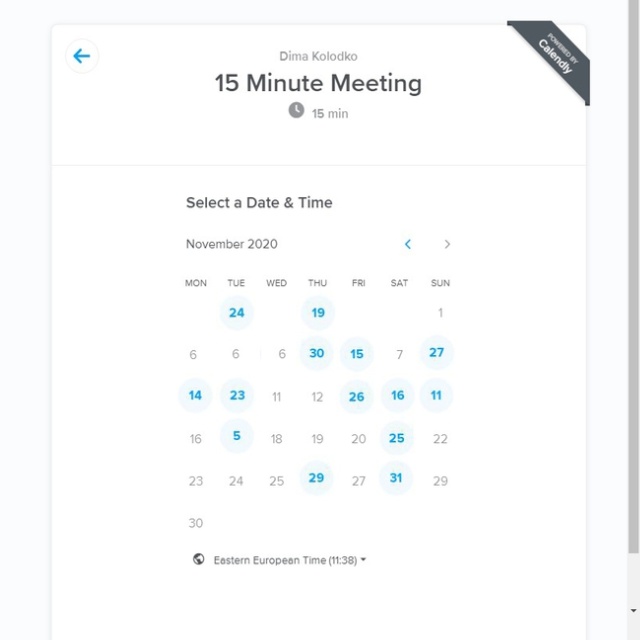 Dima Kolodko
POWERED BY
Calendly
15 Minute Meeting
15 min
Select a Date & Time
November 2020
MON TUE WED THU FRI SAT SUN
24 19 1
6 6 6 30 15 7 27
14 23 11 12 26 16 11
16 5 18 19 20 25 22
23 24 25 29 27 31 29
30
Eastern European Time (11:38)